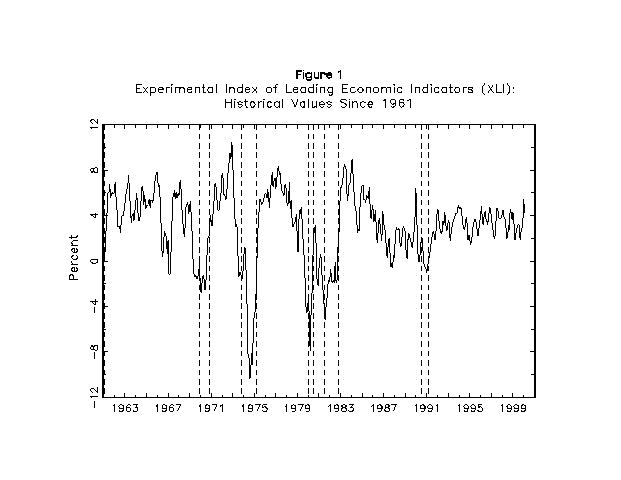 Figure 1
Experimental Index of Leading Economic Indicators (XLI):
Historical Values Since 1961
12
8
4
0
-4
-8
-12
Percent
1963 1967 1971 1975 1979 1983 1987 1991 1995 1999